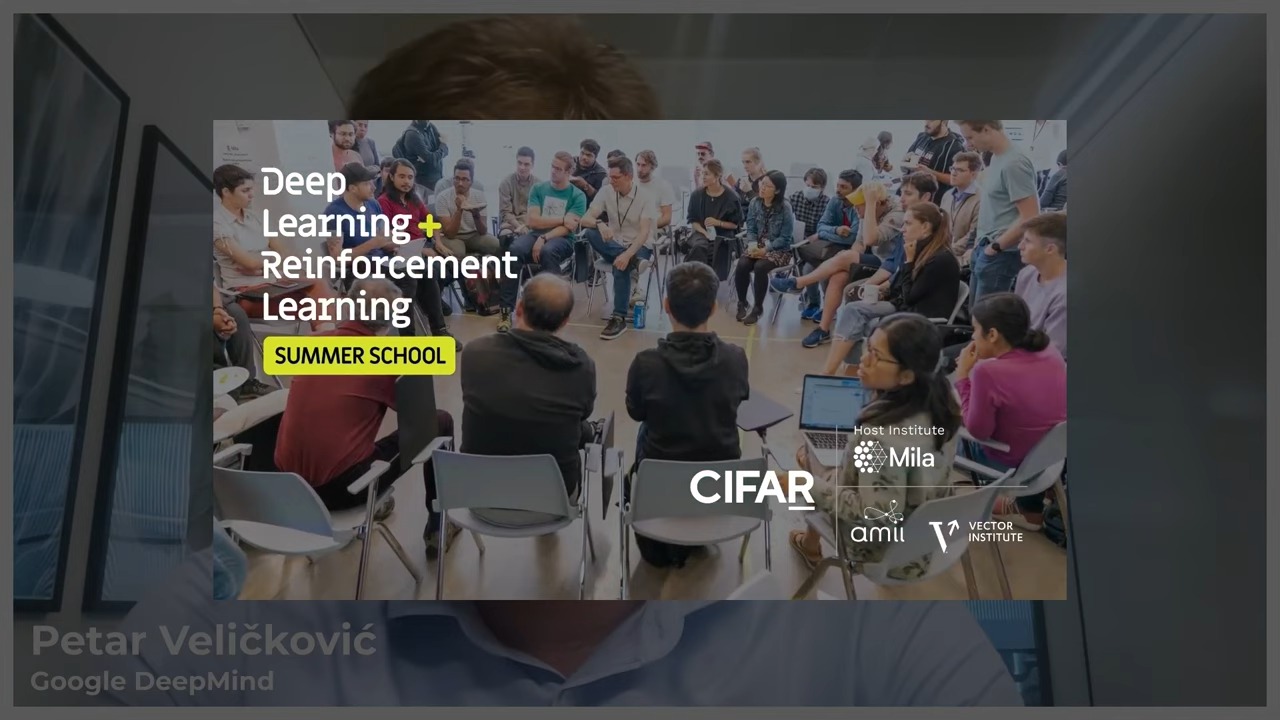 Deep
Learning +
Reinforcement
Learning
SUMMER SCHOOL
Host Institute
Mila
CIFAR
amii
VECTOR
INSTITUTE
Petar Veličković
Google DeepMind